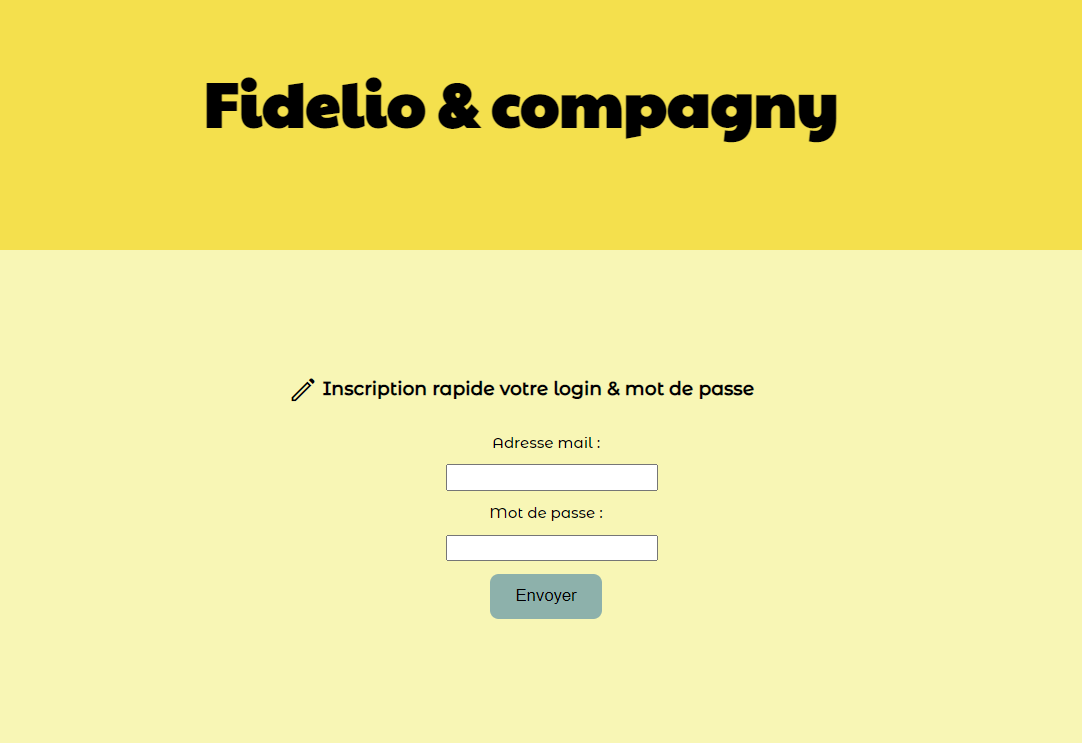 Fidelio & compagny
Inscription rapide votre login & mot de passe
Adresse mail :
Mot de passe :
Envoyer